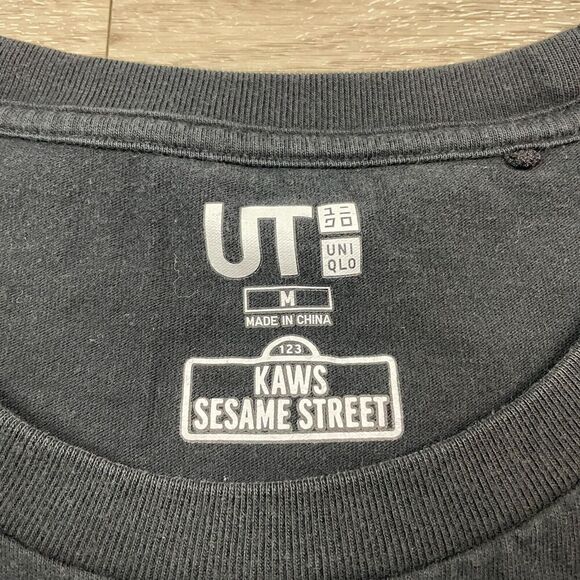 UT
ユニ
クロ
UNI
QLO
M
MADE IN CHINA
123
KAWS
SESAME STREET